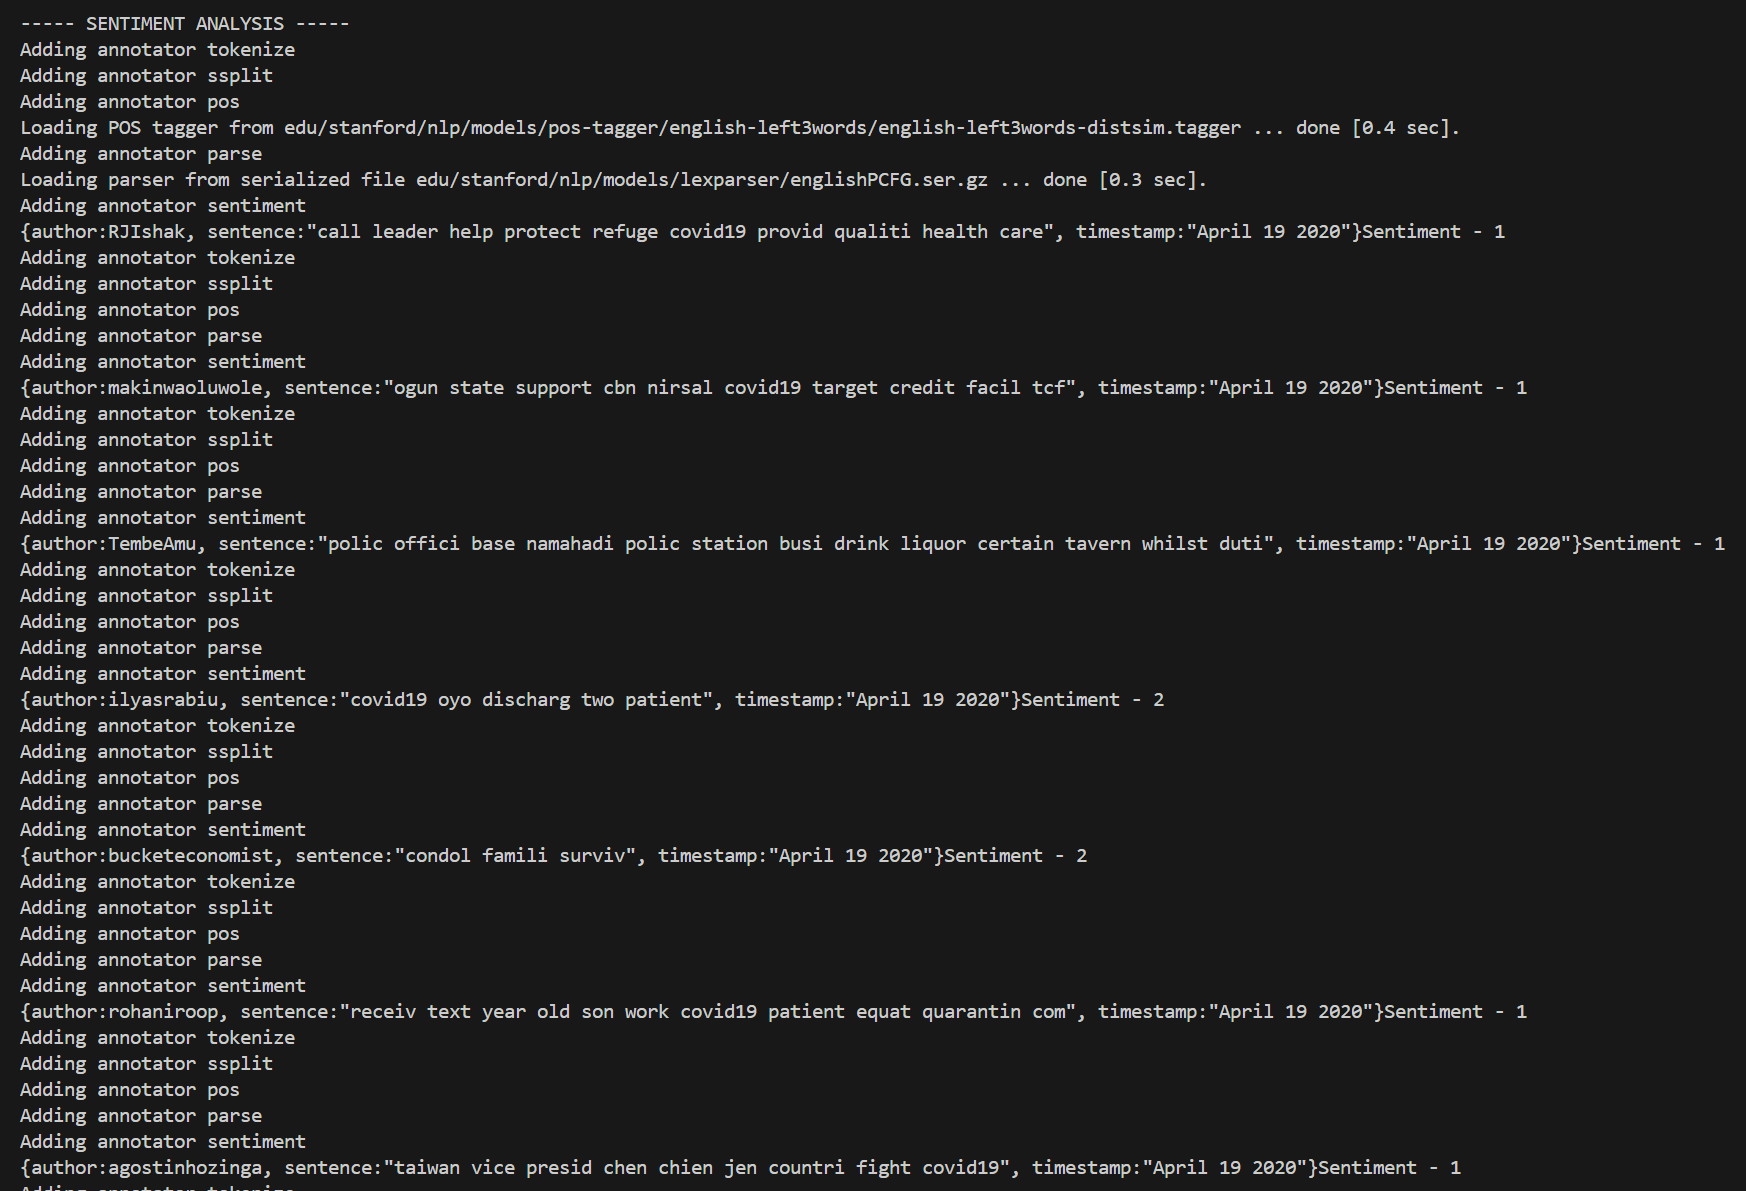 ----- SENTIMENT ANALYSIS -----
Adding annotator tokenize
Adding annotator ssplit
Adding annotator pos
Loading POS tagger from edu/stanford/nlp/models/pos-tagger/english-left3words/english-left3words-distsim.tagger ... done [0.4 sec].
Adding annotator parse
Loading parser from serialized file edu/stanford/nlp/models/lexparser/englishPCFG.ser.gz ... done [0.3 sec].
Adding annotator sentiment
{author:RJIshak, sentence:"call leader help protect refuge covid19 provid qualiti health care", timestamp:"April 19 2020"}Sentiment - 1
Adding annotator tokenize
Adding annotator ssplit
Adding annotator pos
Adding annotator parse
Adding annotator sentiment
{author:makinwaoluwole, sentence:"ogun state support cbn nirsal covid19 target credit facil tcf", timestamp:"April 19 2020"}Sentiment - 1
Adding annotator tokenize
Adding annotator ssplit
Adding annotator pos
Adding annotator parse
Adding annotator sentiment
{author:TembeAmu, sentence:"polic offici base namahadi polic station busi drink liquor certain tavern whilst duti", timestamp:"April 19 2020"}Sentiment - 1
Adding annotator tokenize
Adding annotator ssplit
Adding annotator pos
Adding annotator parse
Adding annotator sentiment
{author:ilyasrabiu, sentence:"covid19 oyo discharg two patient", timestamp:"April 19 2020"}Sentiment - 2
Adding annotator tokenize
Adding annotator ssplit
Adding annotator pos
Adding annotator parse
Adding annotator sentiment
{author:bucketeconomist, sentence:"condol famili surviv", timestamp:"April 19 2020"}Sentiment - 2
Adding annotator tokenize
Adding annotator ssplit
Adding annotator pos
Adding annotator parse
Adding annotator sentiment
{author:rohaniroop, sentence:"receiv text year old son work covid19 patient equat quarantin com", timestamp:"April 19 2020"}Sentiment - 1
Adding annotator tokenize
Adding annotator ssplit
Adding annotator pos
Adding annotator parse
Adding annotator sentiment
{author:agostinhozinga, sentence:"taiwan vice presid chen chien jen countri fight covid19", timestamp:"April 19 2020"}Sentiment - 1
Adding annotator tokenize